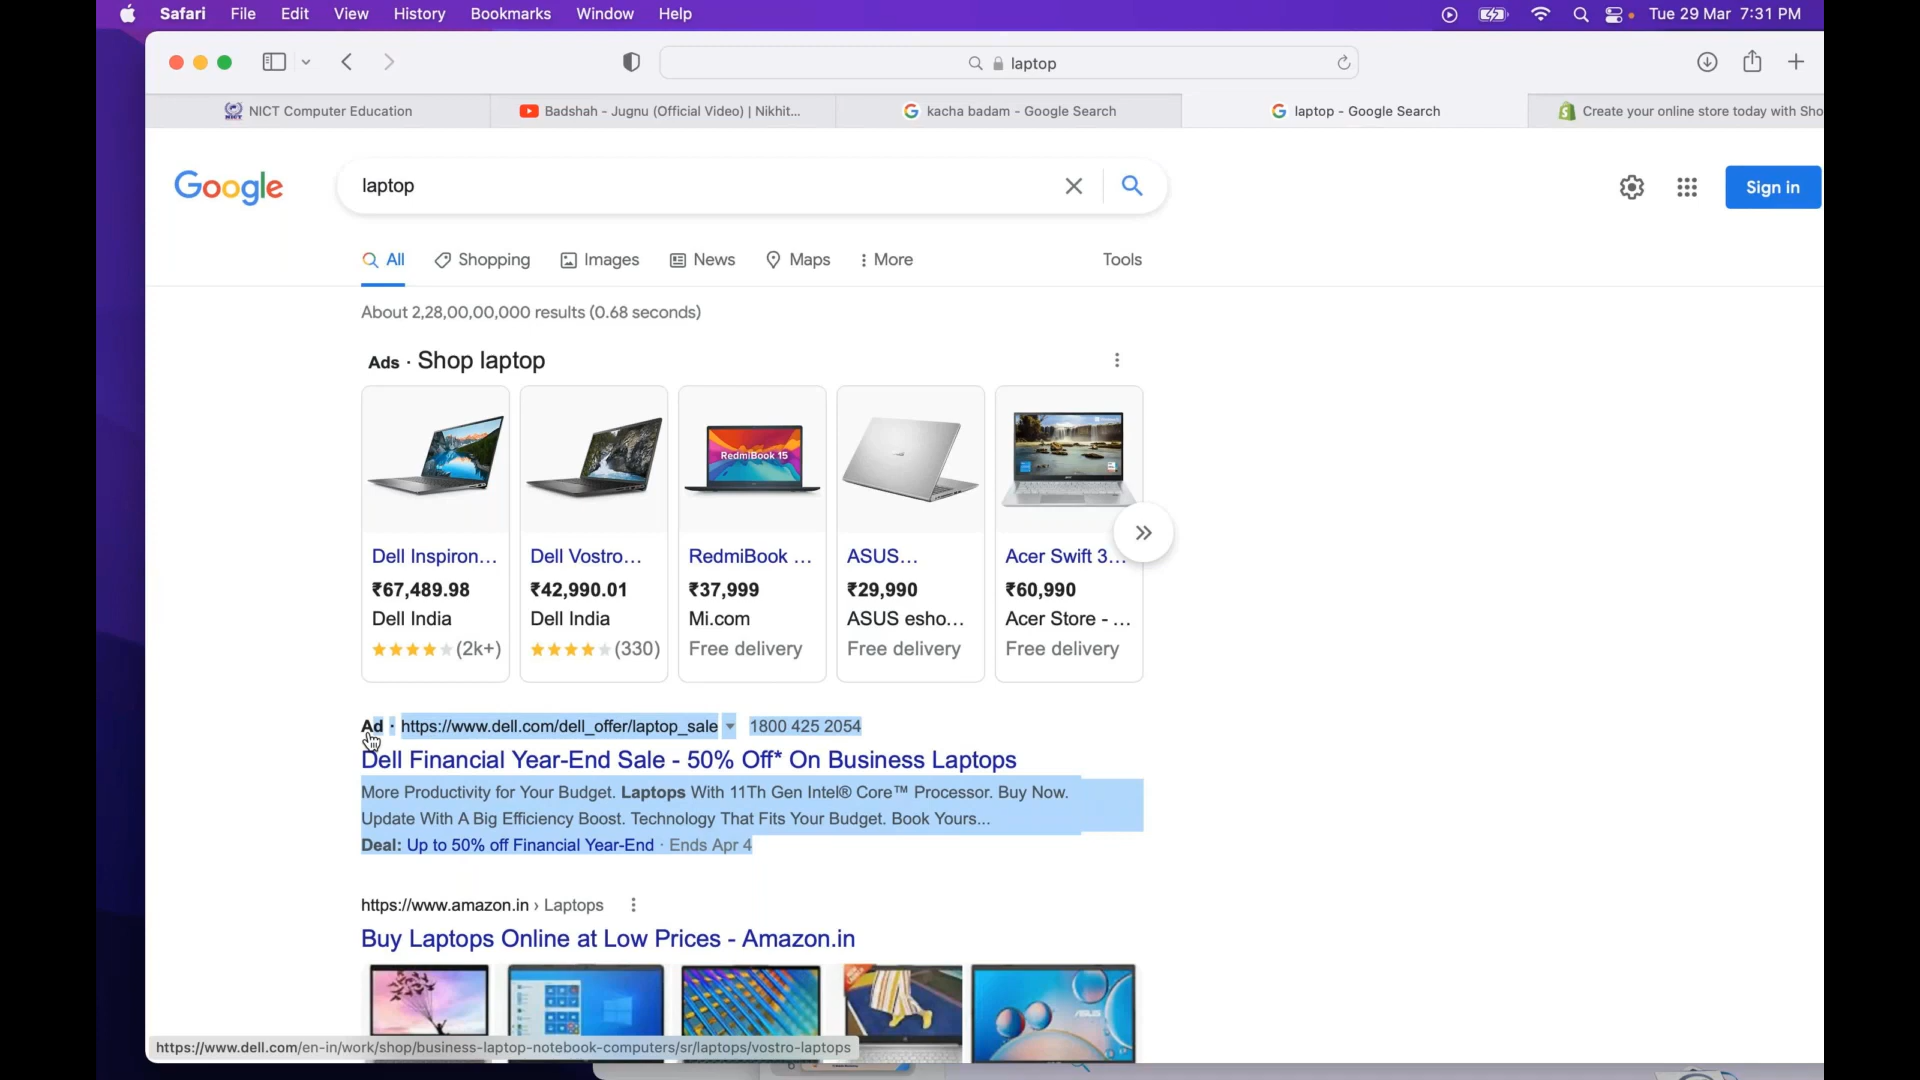 Safari File Edit View History Bookmarks Window Help Tue 29 Mar 7:31 PM
laptop
NICT Computer Education
Badshah - Jugnu (Official Video) | Nikhit...
kacha badam - Google Search
laptop - Google Search
Create your online store today with Sho
Google
laptop
Sign in
All Shopping Images News Maps More Tools
About 2,28,00,00,000 results (0.68 seconds)
Ads · Shop laptop
RedmiBook 15
Dell Inspiron...
₹67,489.98
Dell India
(2k+)
Dell Vostro...
₹42,990.01
Dell India
(330)
RedmiBook ...
₹37,999
Mi.com
Free delivery
ASUS...
₹29,990
ASUS esho...
Free delivery
Acer Swift 3...
₹60,990
Acer Store - ...
Free delivery
Ad · https://www.dell.com/dell_offer/laptop_sale 1800 425 2054
Dell Financial Year-End Sale - 50% Off* On Business Laptops
More Productivity for Your Budget. Laptops With 11Th Gen Intel® Core™ Processor. Buy Now.
Update With A Big Efficiency Boost. Technology That Fits Your Budget. Book Yours...
Deal: Up to 50% off Financial Year-End · Ends Apr 4
https://www.amazon.in › Laptops
Buy Laptops Online at Low Prices - Amazon.in
ASUS
https://www.dell.com/en-in/work/shop/business-laptop-notebook-computers/sr/laptops/vostro-laptops